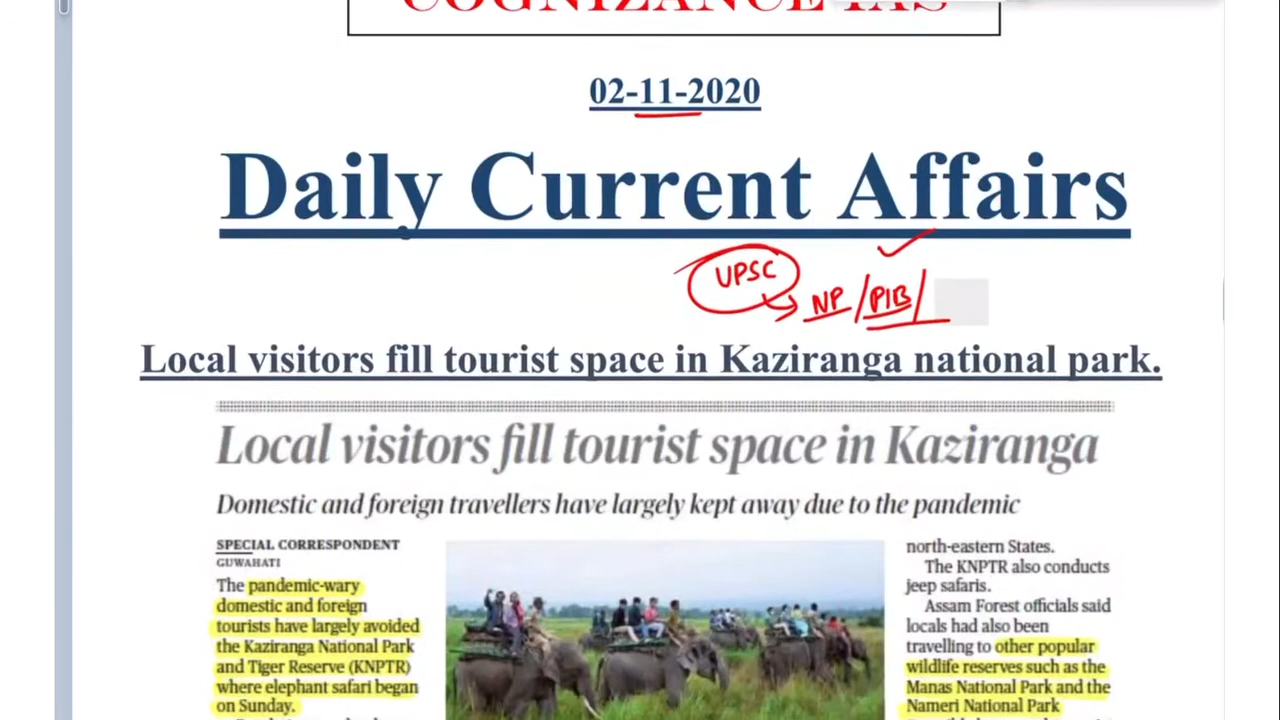 COGNIZANCE IAS
02-11-2020
Daily Current Affairs
UPSC
NP/PIB/
Local visitors fill tourist space in Kaziranga national park.
Local visitors fill tourist space in Kaziranga
Domestic and foreign travellers have largely kept away due to the pandemic
SPECIAL CORRESPONDENT
GUWAHATI
The pandemic-wary
domestic and foreign
tourists have largely avoided
the Kaziranga National Park
and Tiger Reserve (KNPTR)
where elephant safari began
on Sunday.
north-eastern States.
The KNPTR also conducts
jeep safaris.
Assam Forest officials said
locals had also been
travelling to other popular
wildlife reserves such as the
Manas National Park and the
Nameri National Park